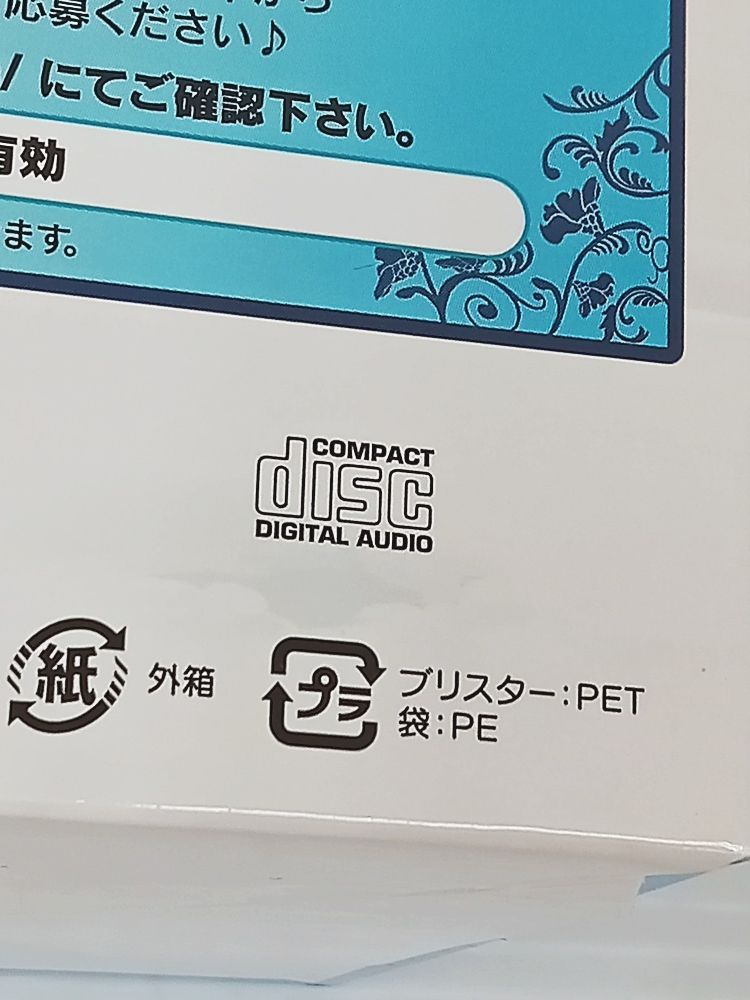 応募ください♪
にてご確認下さい。
有効
ます。
COMPACT
disc
DIGITAL AUDIO
紙
外箱
プラ
ブリスター:PET
袋:PE